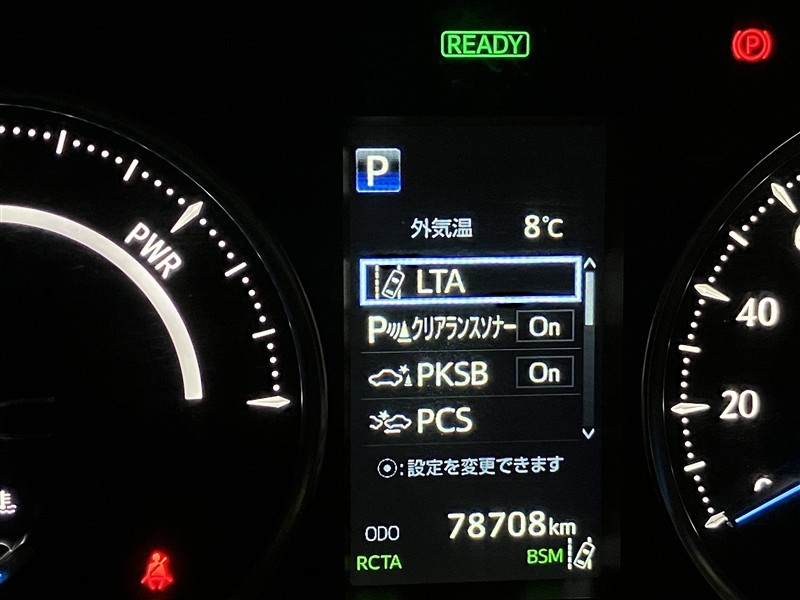 READY
P
P
外気温 8℃
PWR
LTA
Pクリアランスソナー On
40
PKSB On
20
PCS
:設定を変更できます
ODO 78708km
RCTA BSM